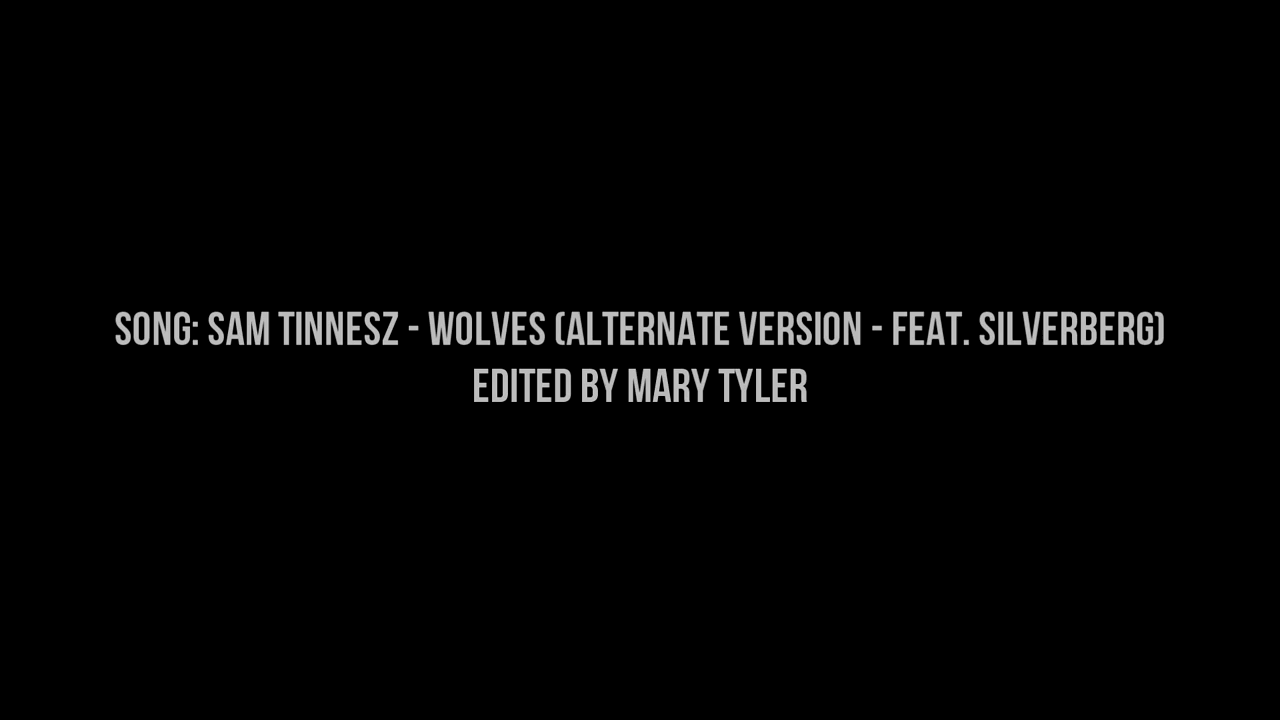 SONG: SAM TINNESZ - WOLVES (ALTERNATE VERSION - FEAT. SILVERBERG)
EDITED BY MARY TYLER